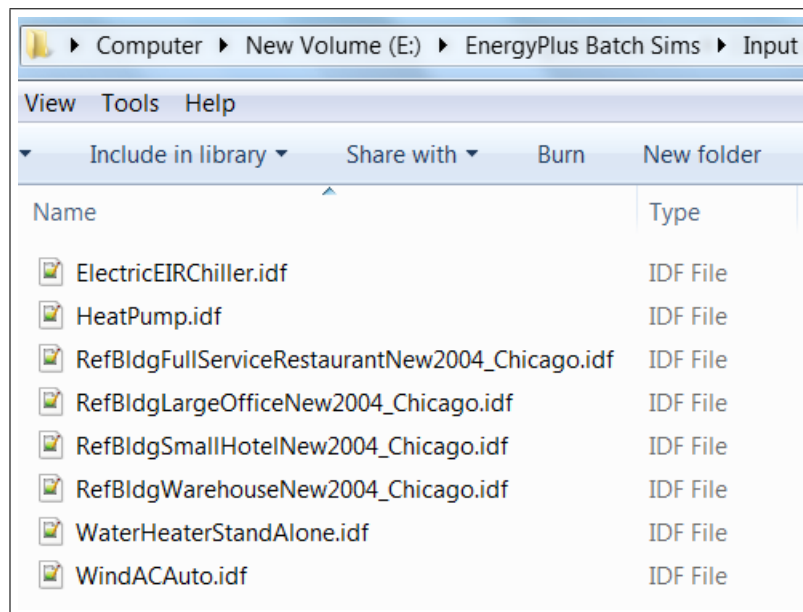 Computer New Volume (E:) EnergyPlus Batch Sims Input
View Tools Help
Include in library Share with Burn New folder
Name Type
ElectricEIRChiller.idf IDF File
HeatPump.idf IDF File
RefBldgFullServiceRestaurantNew2004_Chicago.idf IDF File
RefBldgLargeOfficeNew2004_Chicago.idf IDF File
RefBldgSmallHotelNew2004_Chicago.idf IDF File
RefBldgWarehouseNew2004_Chicago.idf IDF File
WaterHeaterStandAlone.idf IDF File
WindACAuto.idf IDF File